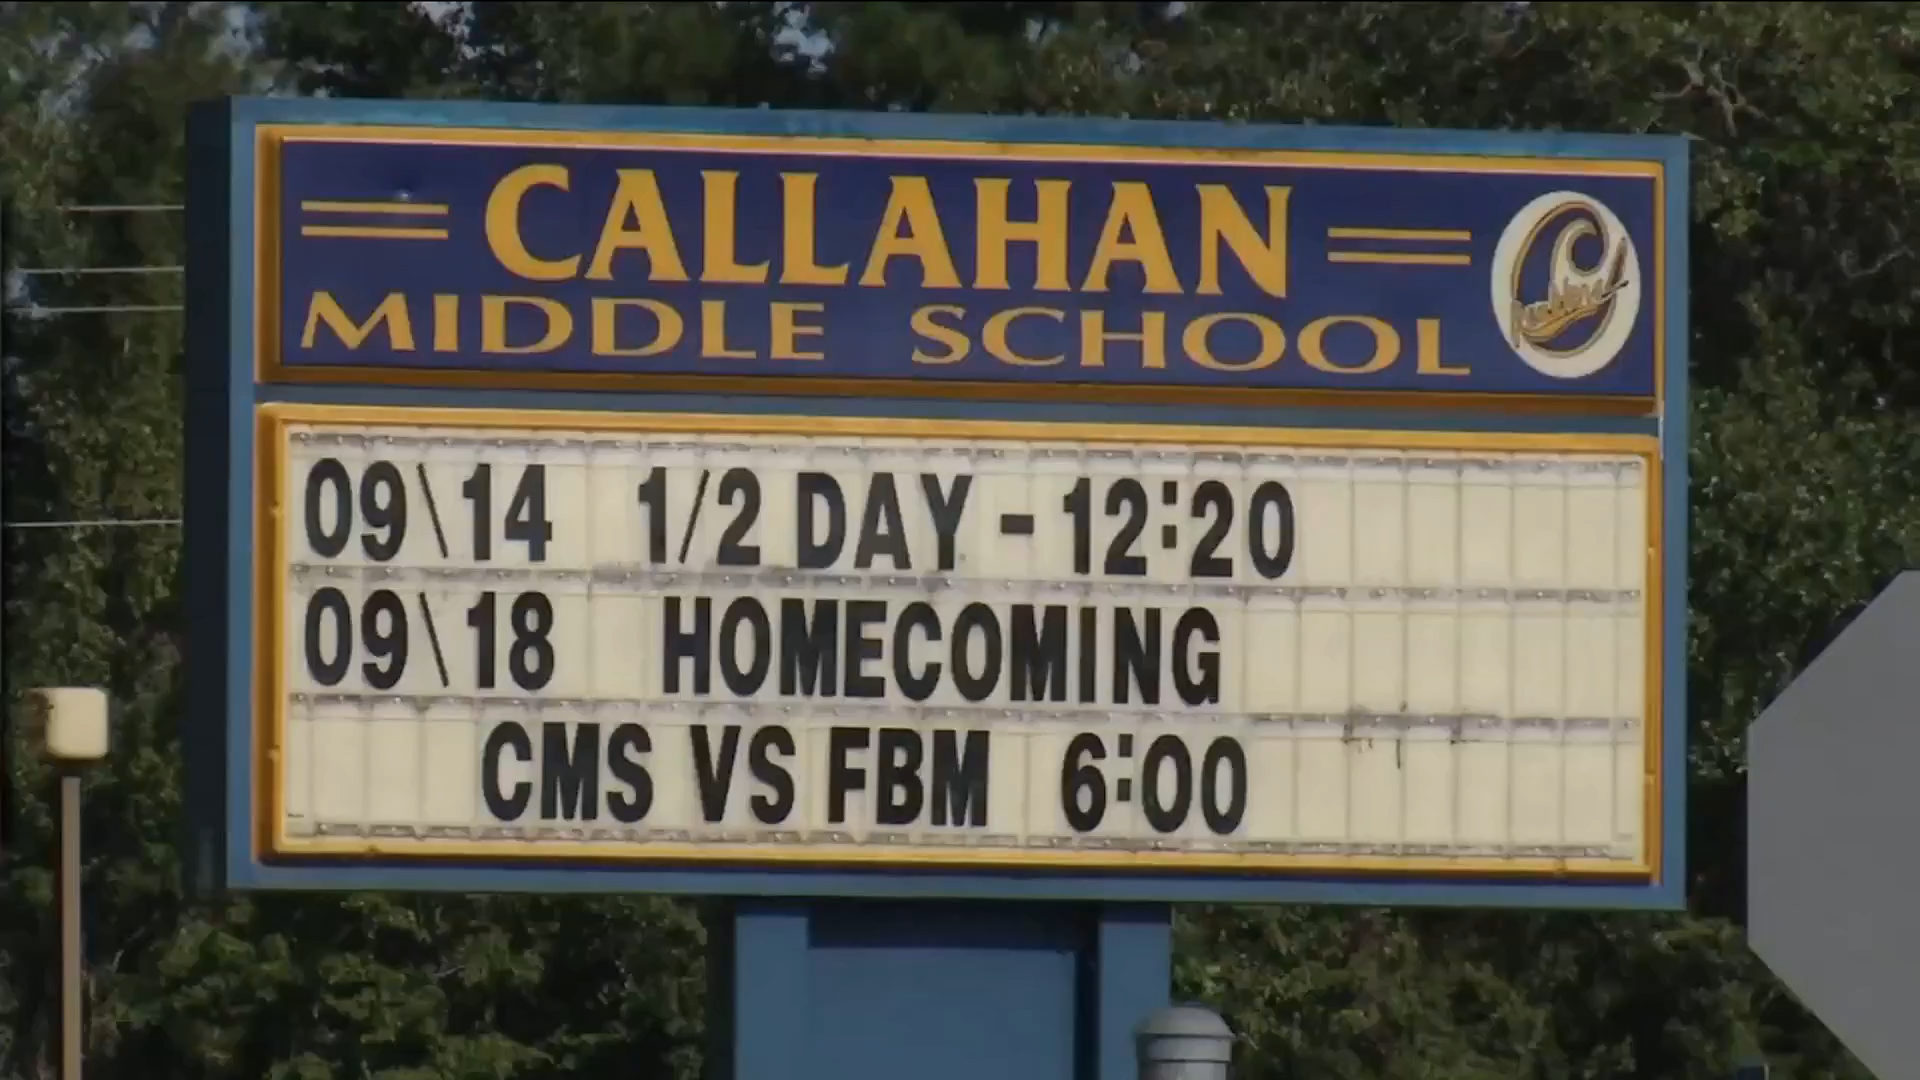 CALLAHAN
MIDDLE SCHOOL
09\14 1/2 DAY - 12:20
09\18 HOMECOMING
CMS VS FBM 6:00